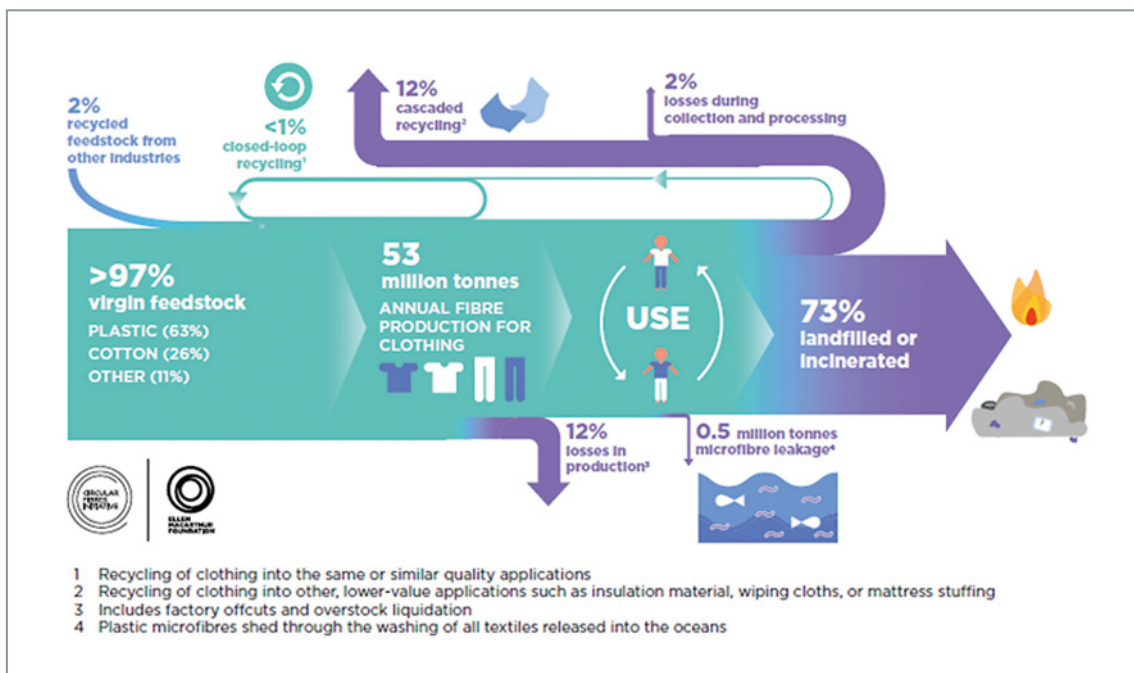 2%
recycled
feedstock from
other industries
<1%
closed-loop
recycling¹
12%
cascaded
recycling²
2%
losses during
collection and processing
>97%
virgin feedstock
PLASTIC (63%)
COTTON (26%)
OTHER (11%)
53
million tonnes
ANNUAL FIBRE
PRODUCTION FOR
CLOTHING
USE
73%
landfilled or
incinerated
12%
losses in
production³
0.5 million tonnes
microfibre leakage⁴
CIRCULAR
FIBRES
INITIATIVE
ELLEN
MACARTHUR
FOUNDATION
1 Recycling of clothing into the same or similar quality applications
2 Recycling of clothing into other, lower-value applications such as insulation material, wiping cloths, or mattress stuffing
3 Includes factory offcuts and overstock liquidation
4 Plastic microfibres shed through the washing of all textiles released into the oceans